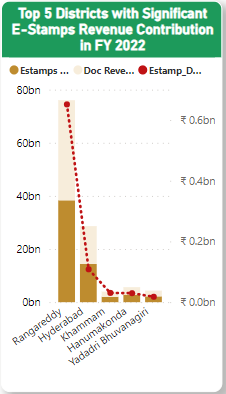 Top 5 Districts with Significant
E-Stamps Revenue Contribution
in FY 2022
Estamps ... Doc Reve... Estamp_D...
80bn
60bn
40bn
20bn
0bn
₹ 0.6bn
₹ 0.4bn
₹ 0.2bn
₹ 0.0bn
Rangareddy
Hyderabad
Khammam
Hanumakonda
Yadadri Bhuvanagiri